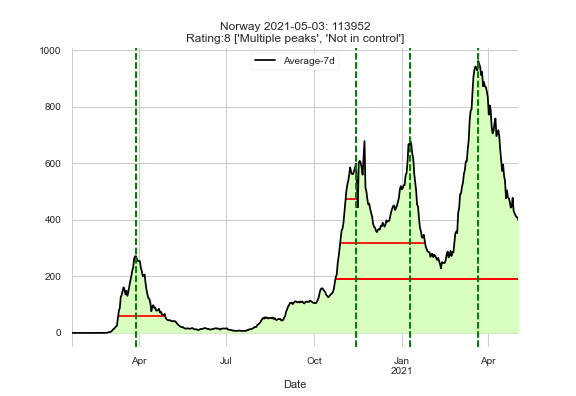 Norway 2021-05-03: 113952
Rating:8 ['Multiple peaks', 'Not in control']
Average-7d
1000
800
600
400
200
0
Apr
Jul
Oct
Jan
2021
Apr
Date